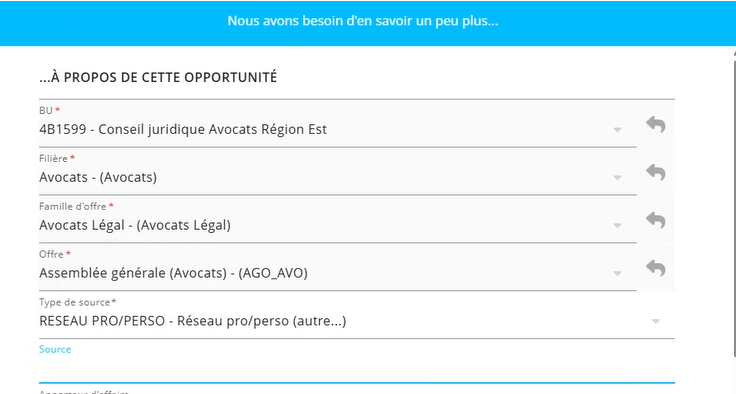 Nous avons besoin d'en savoir un peu plus...
...À PROPOS DE CETTE OPPORTUNITÉ
BU *
4B1599 - Conseil juridique Avocats Région Est
Filière *
Avocats - (Avocats)
Famille d'offre *
Avocats Légal - (Avocats Légal)
Offre *
Assemblée générale (Avocats) - (AGO_AVO)
Type de source*
RESEAU PRO/PERSO - Réseau pro/perso (autre...)
Source
Apporteur d'affaire